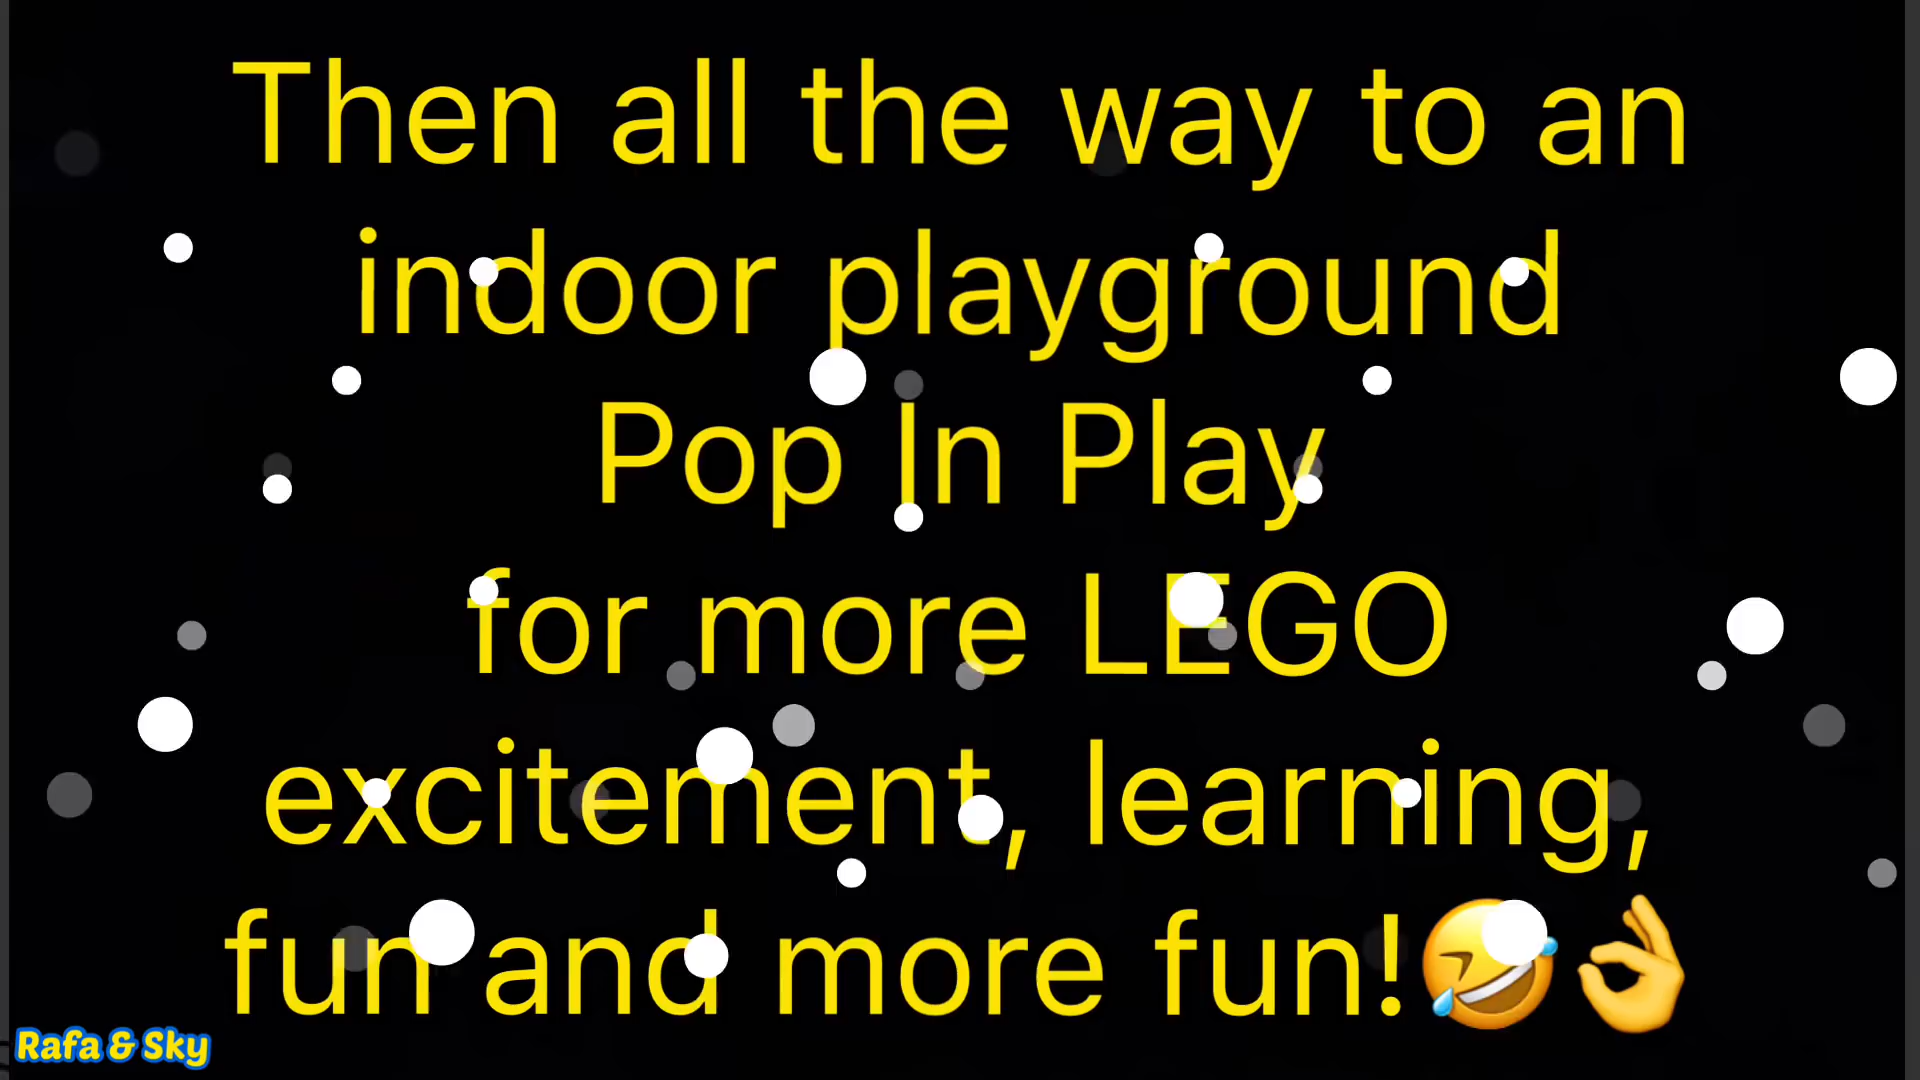 Then all the way to an
indoor playground
Pop In Play
for more LEGO
excitement, learning,
fun and more fun!🤣👌
Rafa & Sky